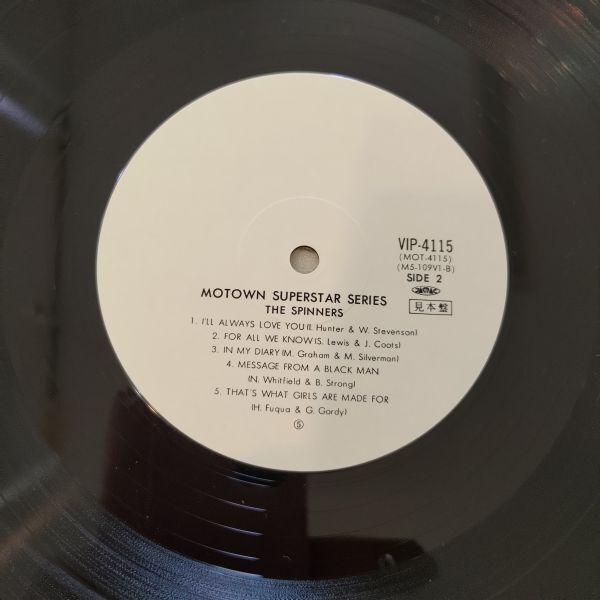 VIP-4115
(MOT-4115)
(M5-109V1-B)
SIDE 2
見本盤
MOTOWN SUPERSTAR SERIES
THE SPINNERS
1. I'LL ALWAYS LOVE YOU(I. Hunter & W. Stevenson)
2. FOR ALL WE KNOW(S. Lewis & J. Coots)
3. IN MY DIARY(M. Graham & M. Silverman)
4. MESSAGE FROM A BLACK MAN
(N. Whitfield & B. Strong)
5. THAT'S WHAT GIRLS ARE MADE FOR
(H. Fuqua & G. Gordy)
Ⓢ